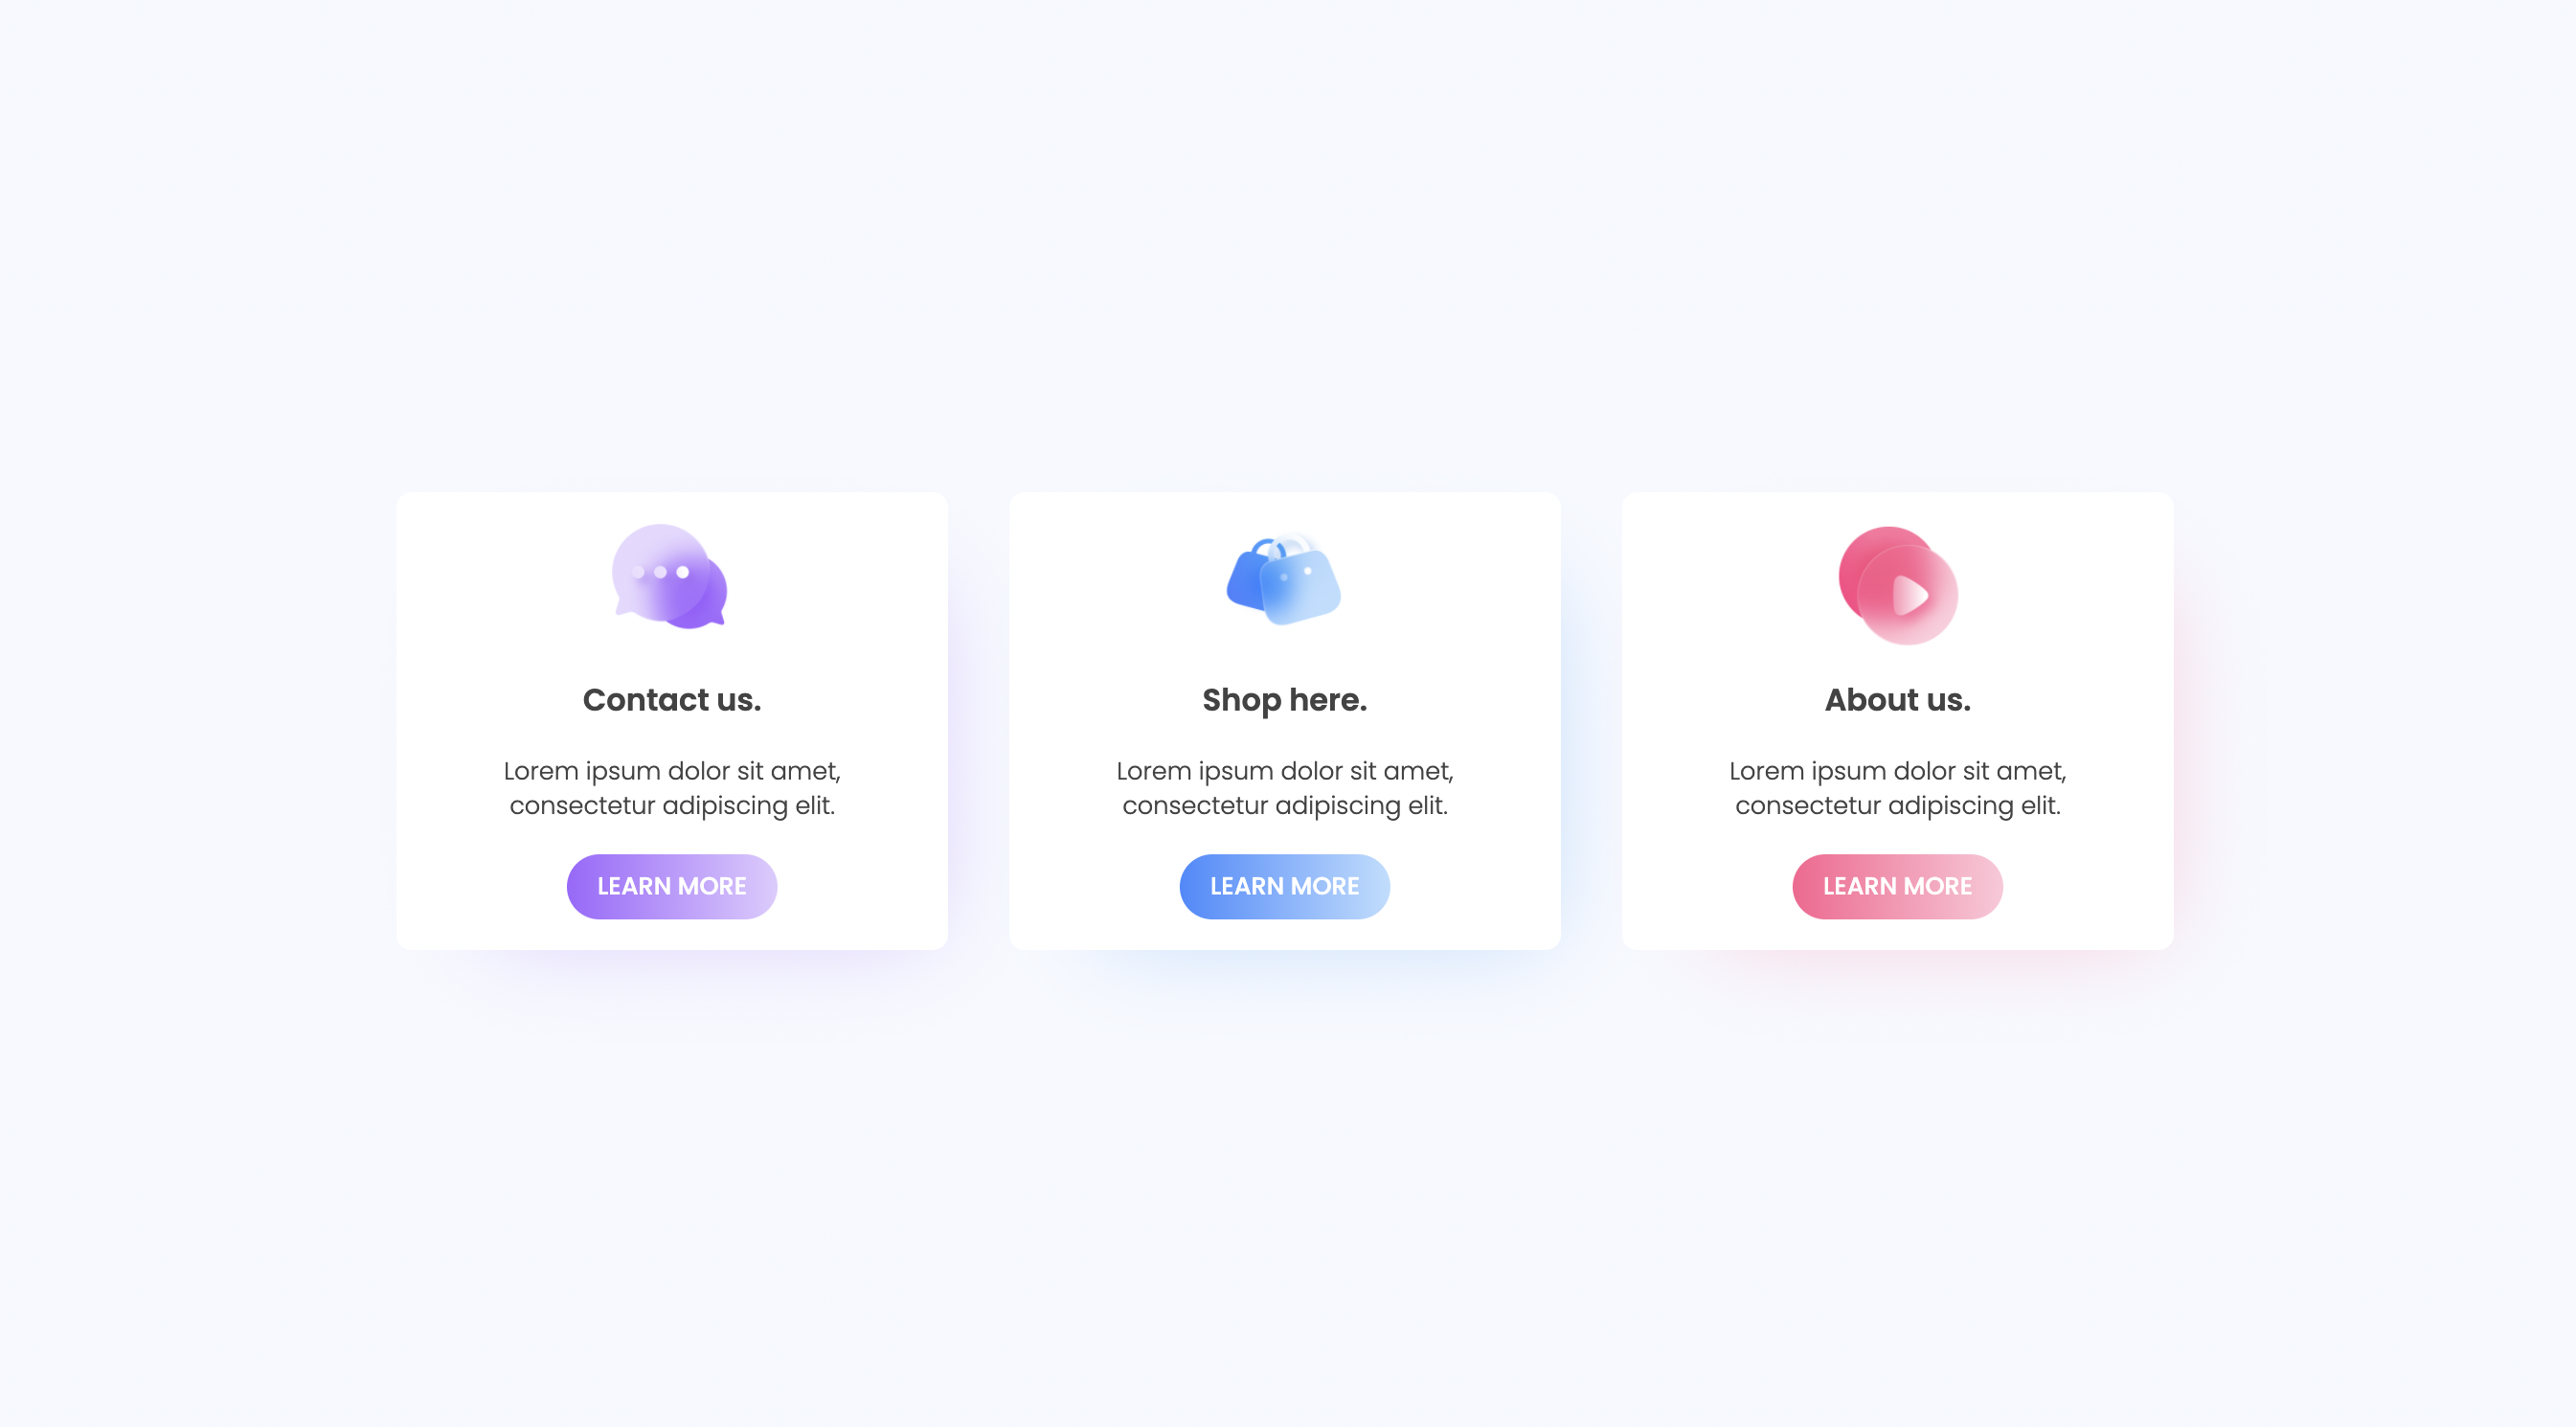 Contact us.
Lorem ipsum dolor sit amet,
consectetur adipiscing elit.
LEARN MORE
Shop here.
Lorem ipsum dolor sit amet,
consectetur adipiscing elit.
LEARN MORE
About us.
Lorem ipsum dolor sit amet,
consectetur adipiscing elit.
LEARN MORE